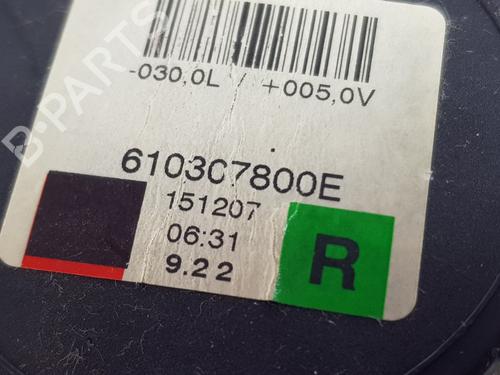 -030,0L / +005,0V
610307800E
151207
06:31
9.22
R
B-PARTS